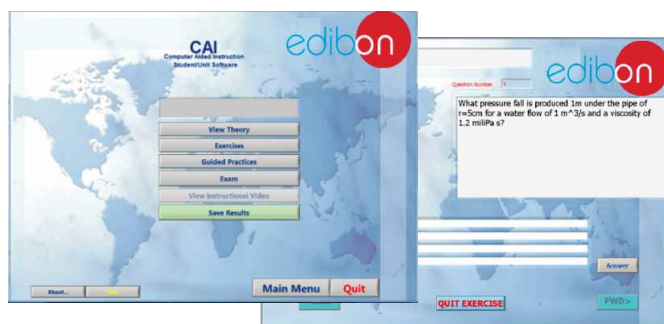 CAI
Computer Aided Instruction
Student/Unit Software
edibon
View Theory
Exercises
Guided Practices
Exam
View Instructional Video
Save Results
About...
Main Menu
Quit
edibon
Question Number 1
What pressure fall is produced 1m under the pipe of
r=5cm for a water flow of 1 m^3/s and a viscosity of
1.2 miliPa s?
Answer
QUIT EXERCISE
FWD>